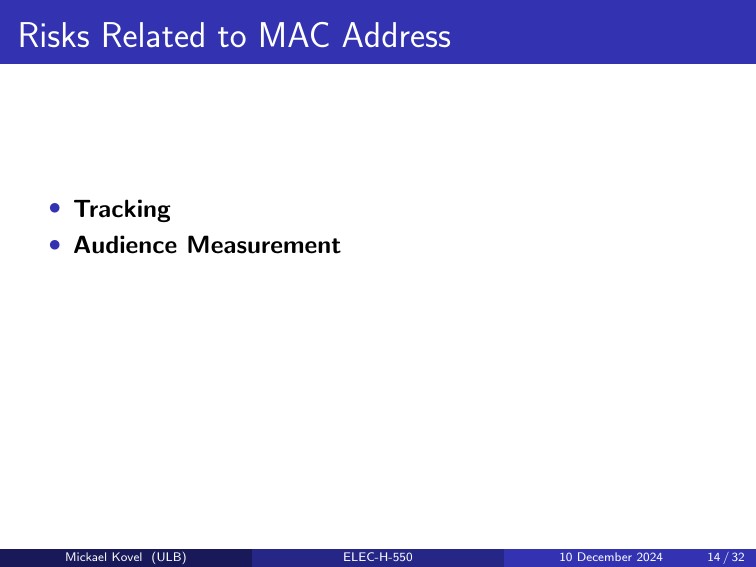 Risks Related to MAC Address
• Tracking
• Audience Measurement
Mickael Kovel (ULB) ELEC-H-550 10 December 2024 14 / 32